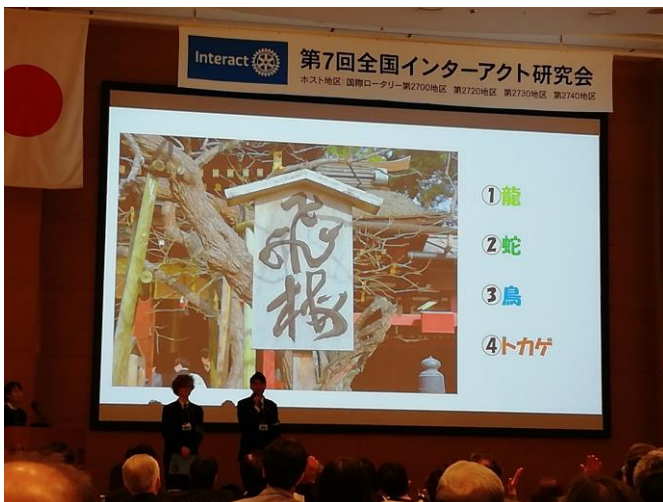 Interact
第7回全国インターアクト研究会
ホスト地区:国際ロータリー第2700地区 第2720地区 第2730地区 第2740地区
飛梅
①龍
②蛇
③鳥
④トカゲ